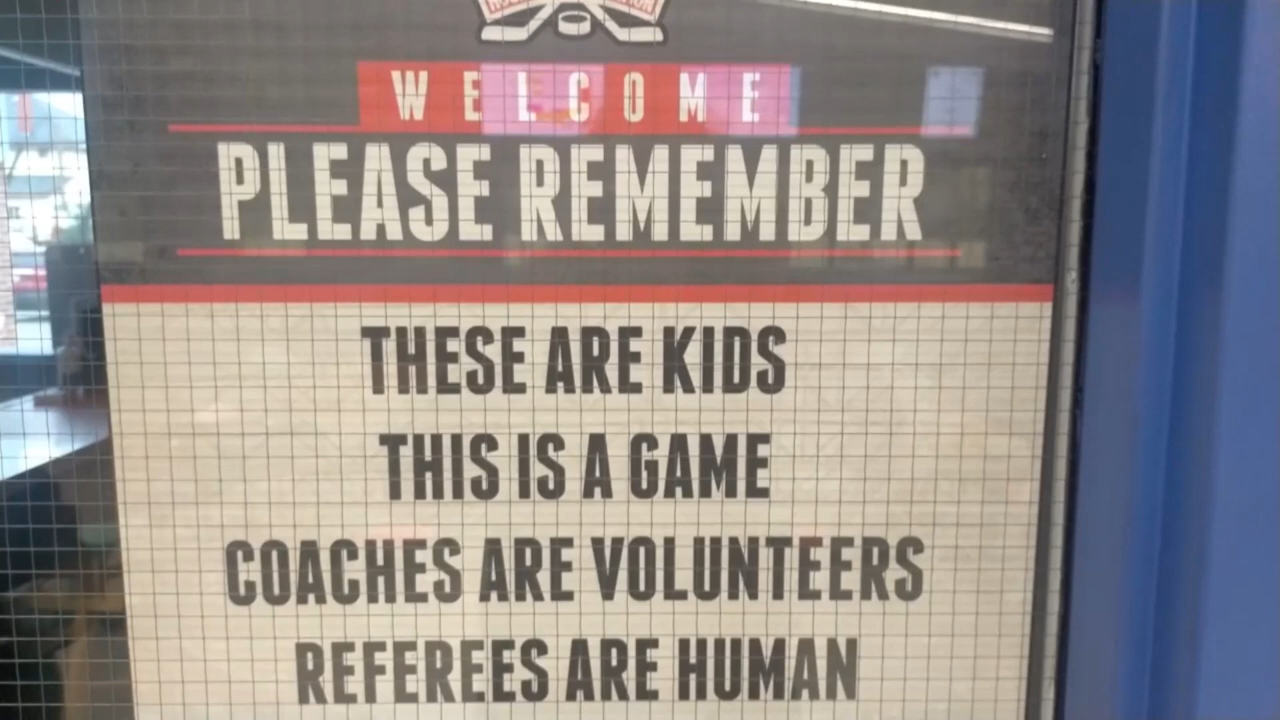 WELCOME
PLEASE REMEMBER
THESE ARE KIDS
THIS IS A GAME
COACHES ARE VOLUNTEERS
REFEREES ARE HUMAN